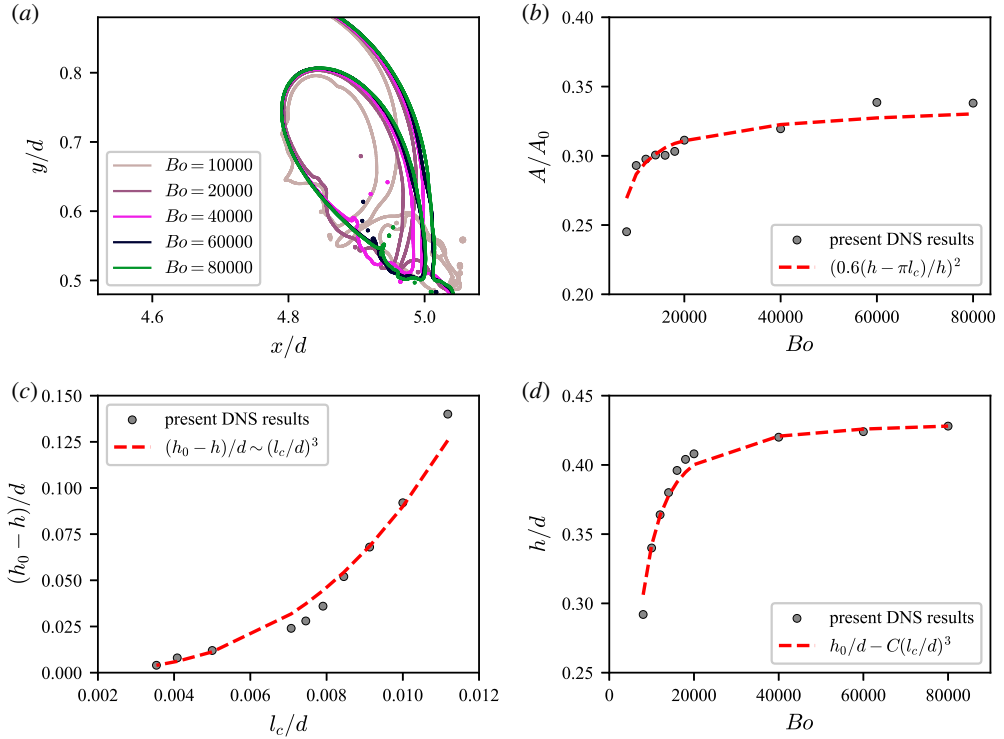 (a)
y/d
0.8
0.7
0.6
0.5
Bo = 10000
Bo = 20000
Bo = 40000
Bo = 60000
Bo = 80000
4.6
4.8
5.0
x/d
(b)
A/A₀
0.40
0.35
0.30
0.25
0.20
present DNS results
(0.6(h − πl_c)/h)²
20000
40000
60000
80000
Bo
(c)
(h₀ − h)/d
0.150
0.125
0.100
0.075
0.050
0.025
0.000
present DNS results
(h₀ − h)/d ~ (l_c/d)³
0.002
0.004
0.006
0.008
0.010
0.012
l_c/d
(d)
h/d
0.45
0.40
0.35
0.30
0.25
present DNS results
h₀/d − C(l_c/d)³
0
20000
40000
60000
80000
Bo